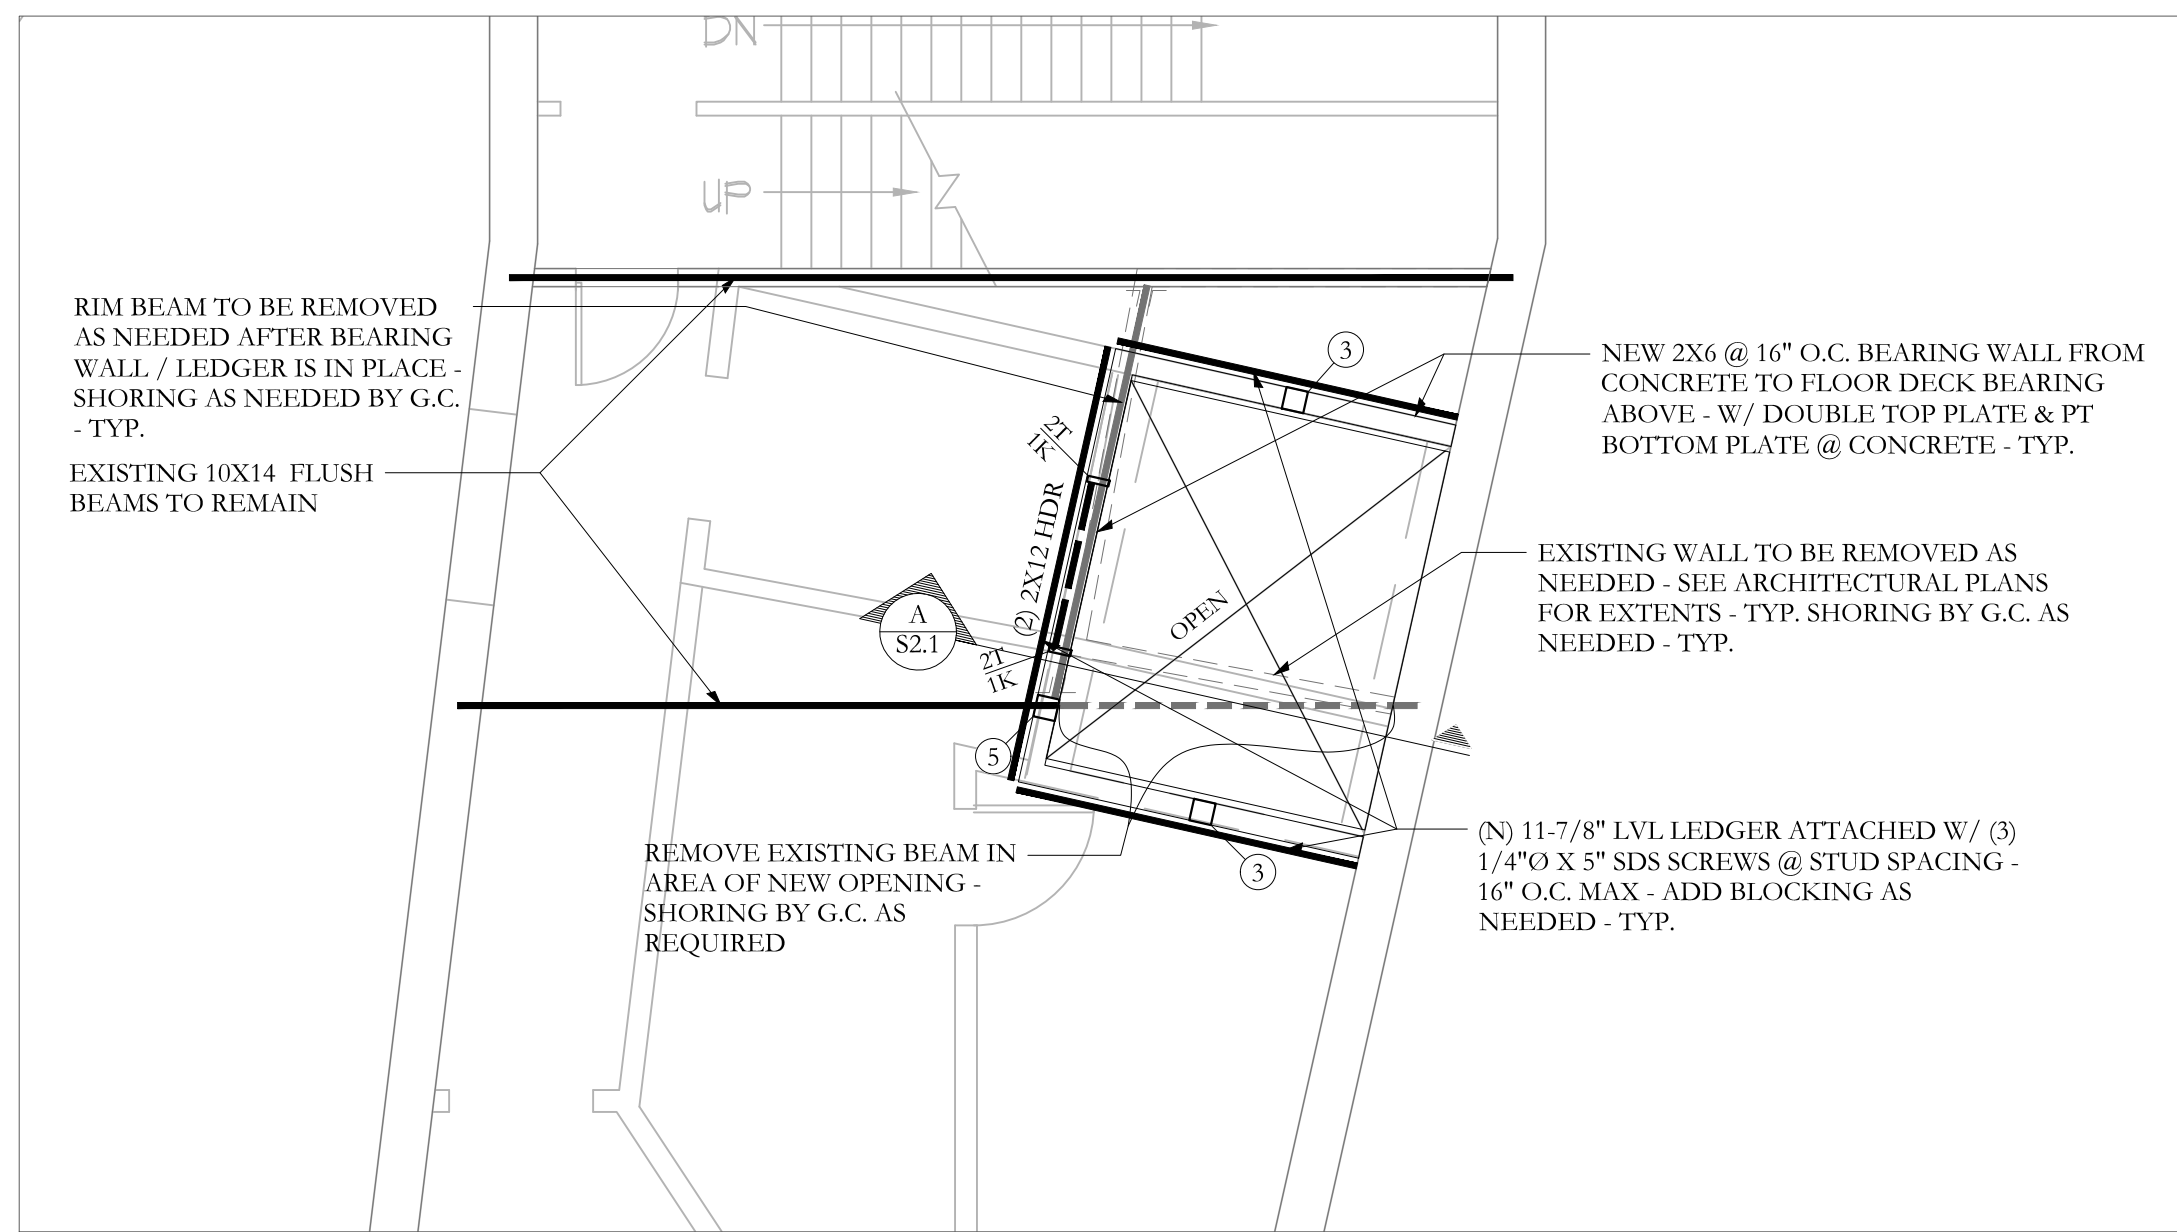 DN
UP
RIM BEAM TO BE REMOVED
AS NEEDED AFTER BEARING
WALL / LEDGER IS IN PLACE -
SHORING AS NEEDED BY G.C.
- TYP.
EXISTING 10X14 FLUSH
BEAMS TO REMAIN
3
NEW 2X6 @ 16" O.C. BEARING WALL FROM
CONCRETE TO FLOOR DECK BEARING
ABOVE - W/ DOUBLE TOP PLATE & PT
BOTTOM PLATE @ CONCRETE - TYP.
2T
1K
(2) 2X12 HDR
EXISTING WALL TO BE REMOVED AS
NEEDED - SEE ARCHITECTURAL PLANS
FOR EXTENTS - TYP. SHORING BY G.C. AS
NEEDED - TYP.
OPEN
A
S2.1
2T
1K
5
REMOVE EXISTING BEAM IN
AREA OF NEW OPENING -
SHORING BY G.C. AS
REQUIRED
3
(N) 11-7/8" LVL LEDGER ATTACHED W/ (3)
1/4"Ø X 5" SDS SCREWS @ STUD SPACING -
16" O.C. MAX - ADD BLOCKING AS
NEEDED - TYP.